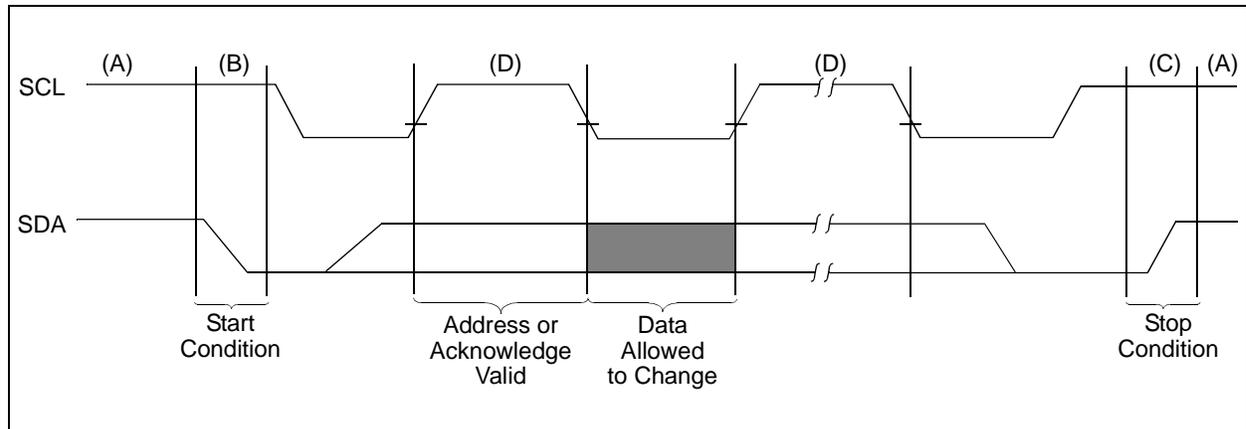 (A) (B) (D) (D) (C) (A)
SCL
SDA
Start
Condition
Address or
Acknowledge
Valid
Data
Allowed
to Change
Stop
Condition